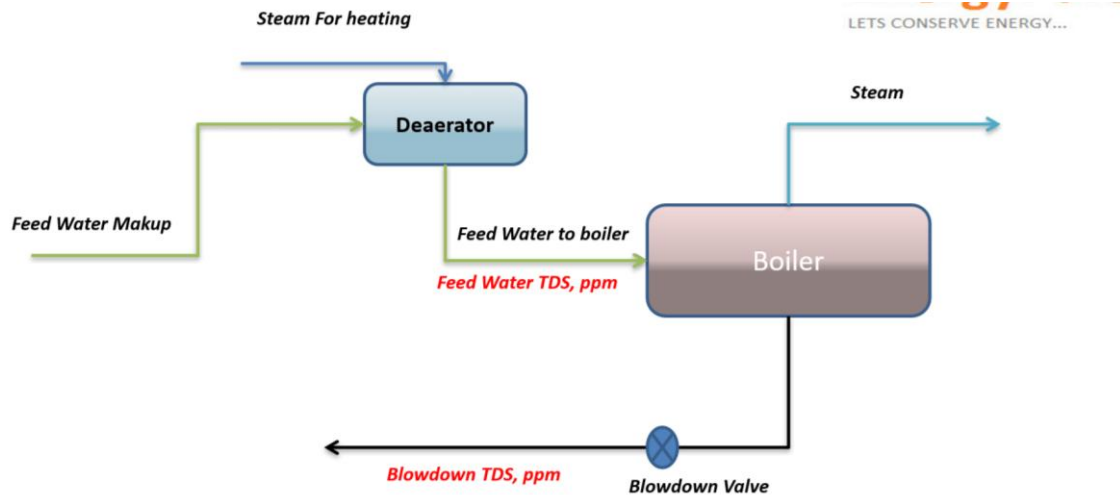 LETS CONSERVE ENERGY...
Steam For heating
Steam
Deaerator
Feed Water Makup
Feed Water to boiler
Boiler
Feed Water TDS, ppm
Blowdown TDS, ppm
Blowdown Valve